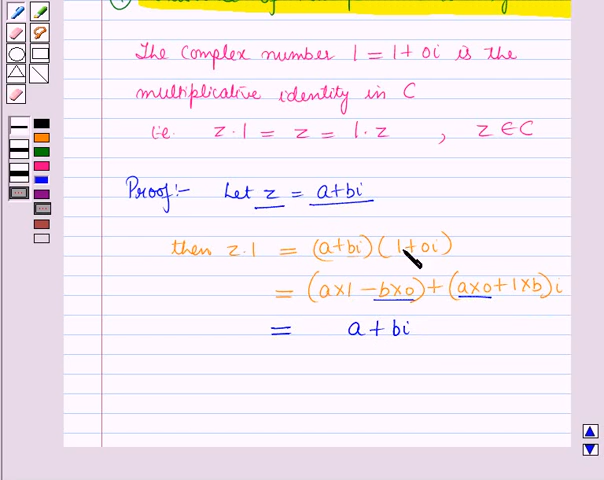 The complex number 1 = 1+0i is the
multiplicative identity in C
i.e. z·1 = z = 1·z , z∈C
Proof:- Let z = a+bi
then z·1 = (a+bi)(1+0i)
= (a×1 − b×0)+(a×0+1×b)i
= a+bi